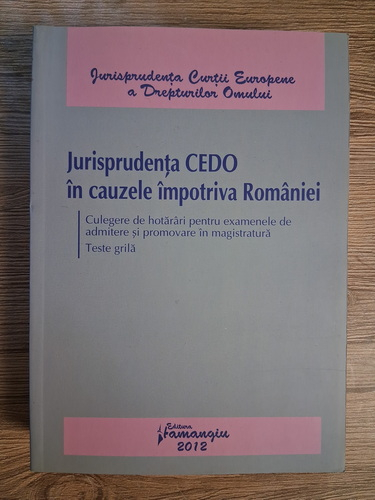 Jurisprudența Curții Europene
a Drepturilor Omului
Jurisprudența CEDO
în cauzele împotriva României
Culegere de hotărâri pentru examenele de
admitere și promovare în magistratură
Teste grilă
Editura
Hamangiu
2012